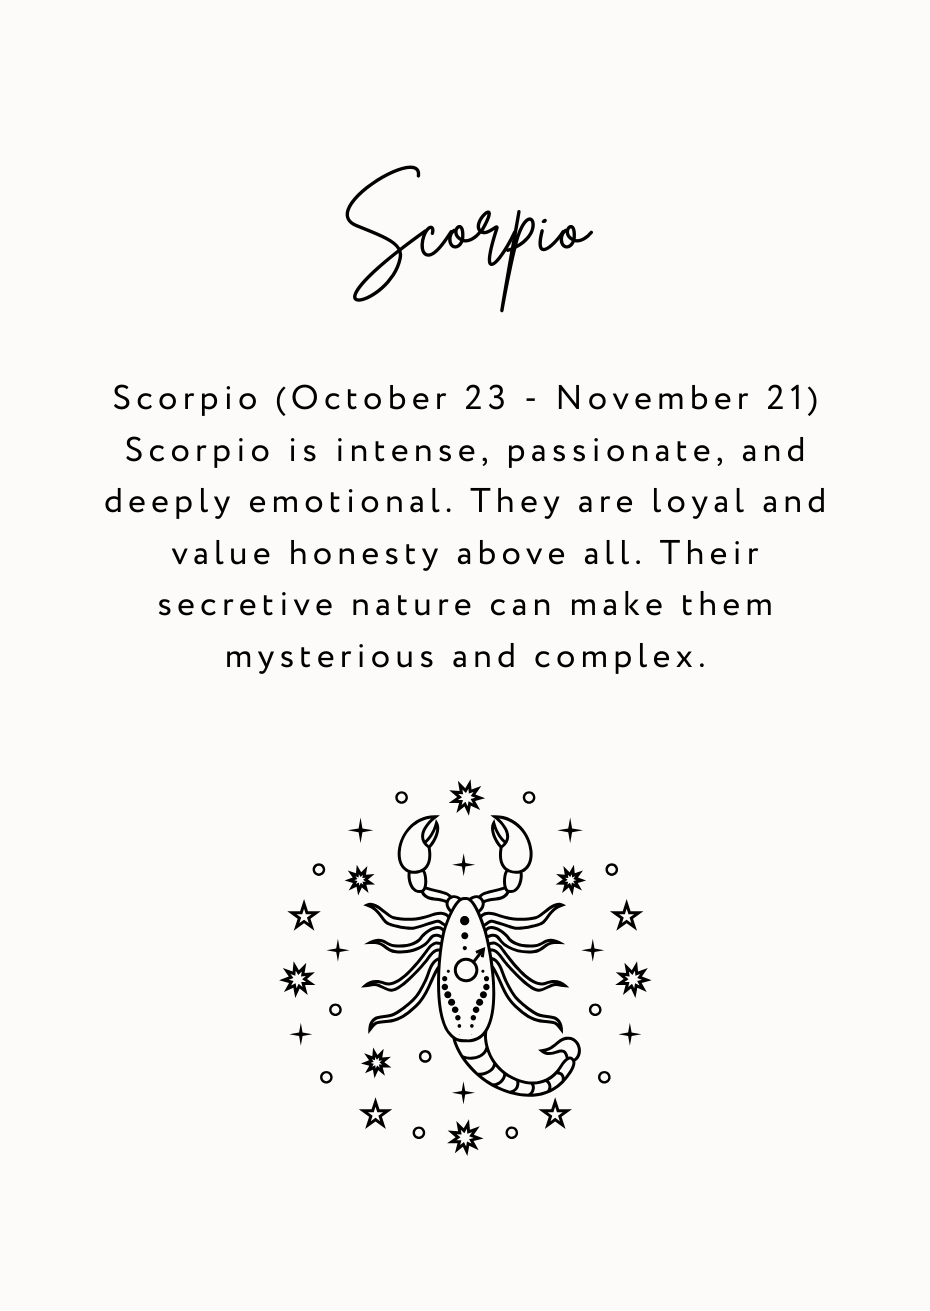 Scorpio
Scorpio (October 23 - November 21)
Scorpio is intense, passionate, and
deeply emotional. They are loyal and
value honesty above all. Their
secretive nature can make them
mysterious and complex.